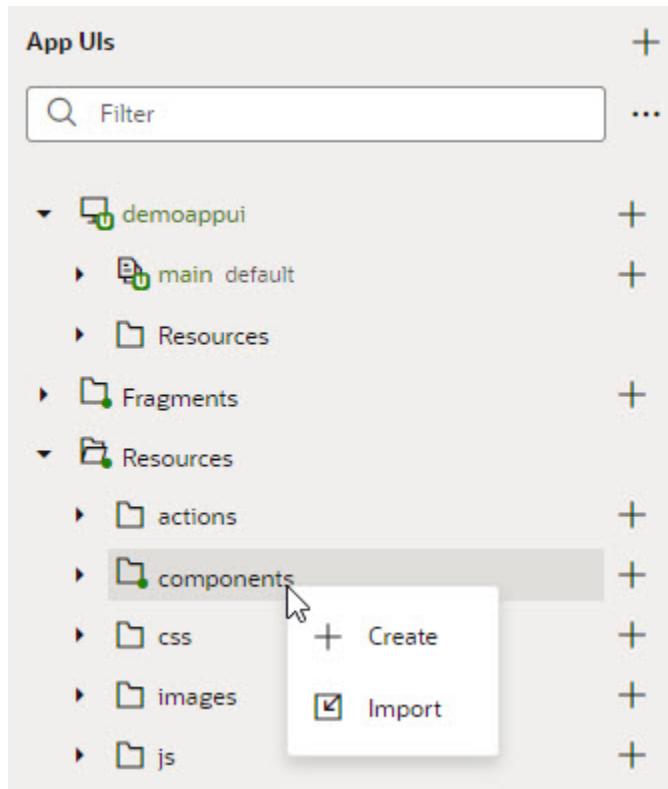 App UIs
Filter
demoappui
main default
Resources
Fragments
Resources
actions
components
css
Create
images
Import
js